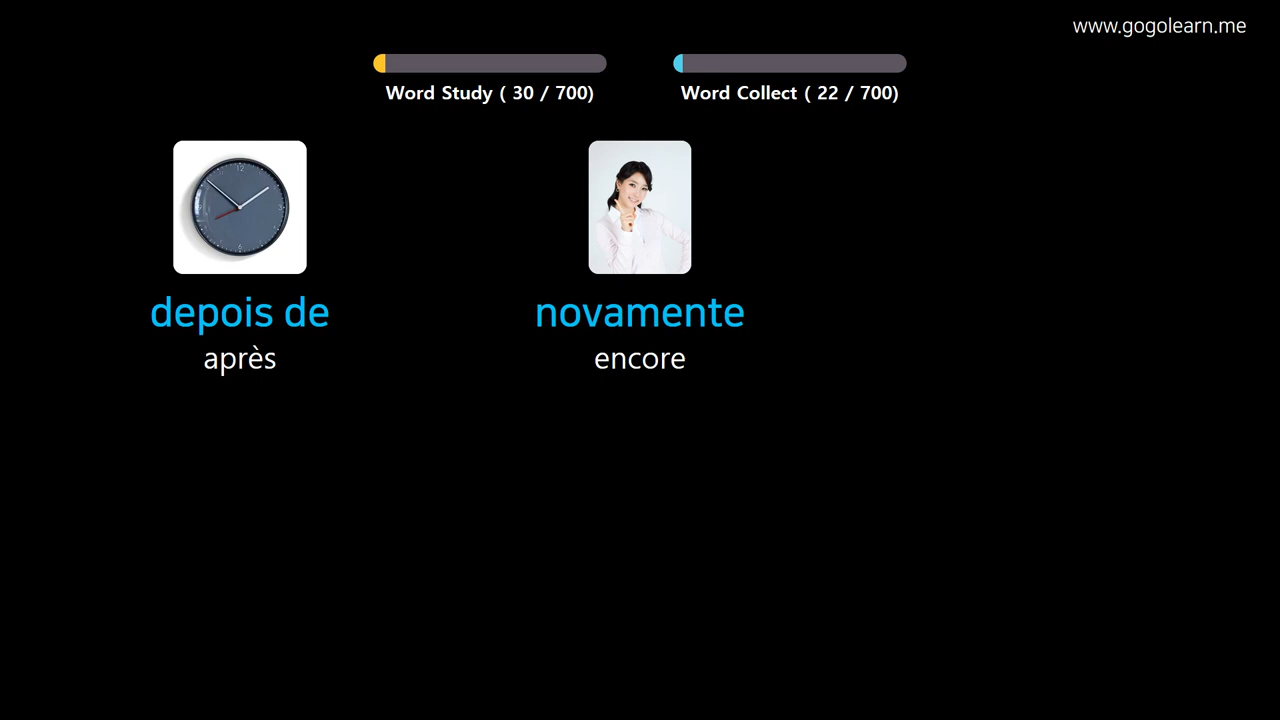 www.gogolearn.me
Word Study ( 30 / 700)
Word Collect ( 22 / 700)
depois de
après
novamente
encore